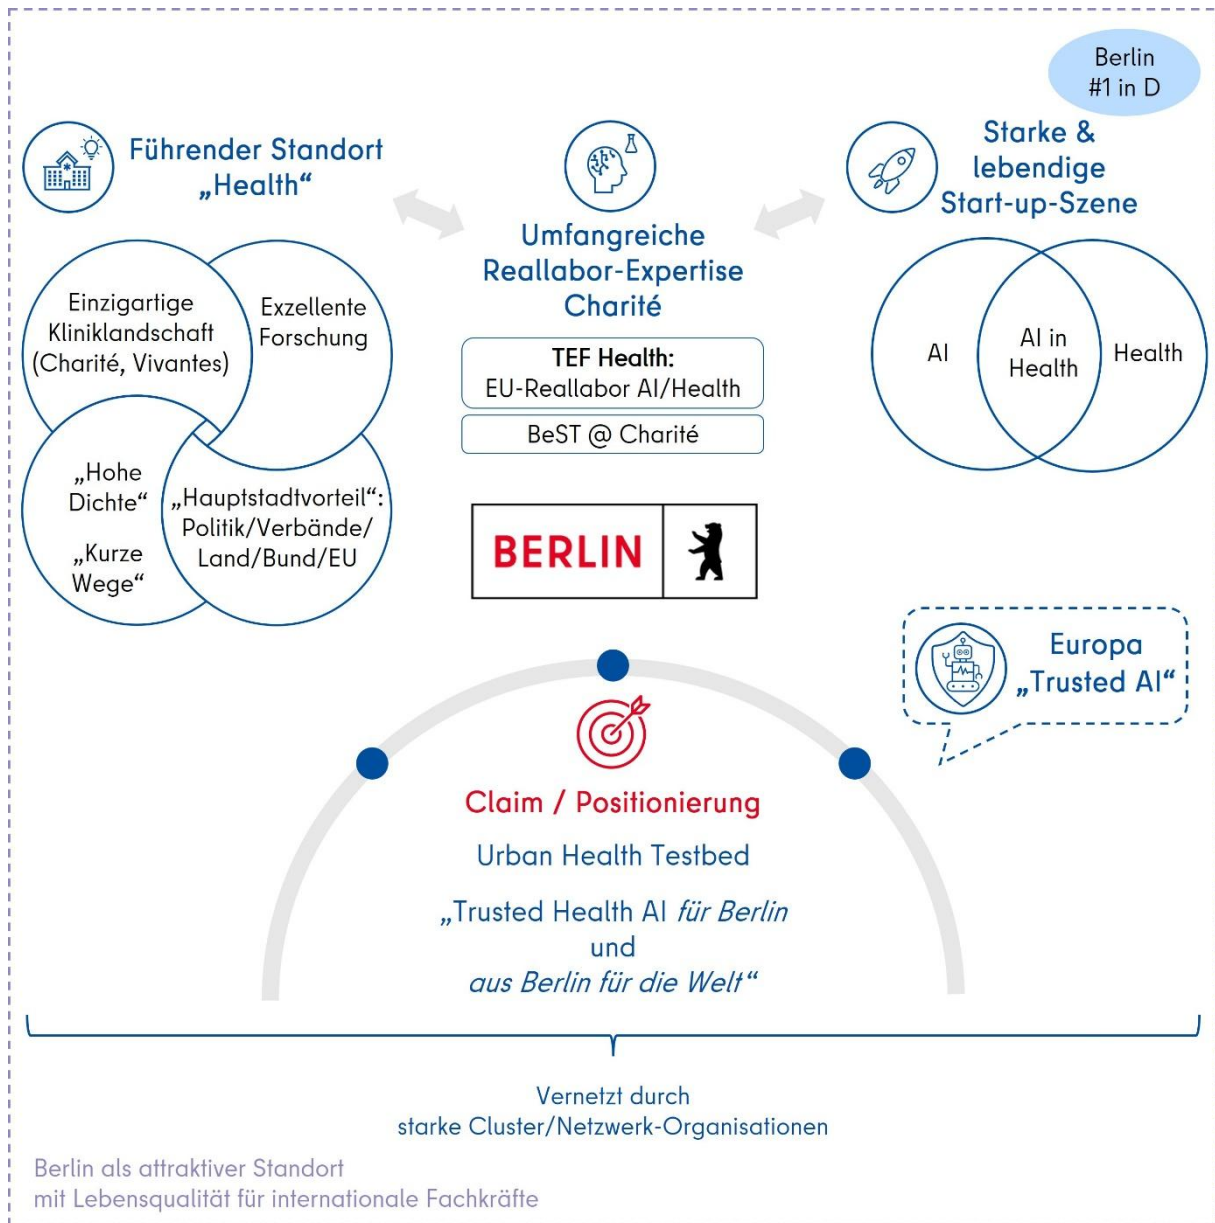 Berlin
#1 in D
Führender Standort
„Health“
Einzigartige
Kliniklandschaft
(Charité, Vivantes)
Exzellente
Forschung
„Hohe
Dichte“
„Kurze
Wege“
„Hauptstadtvorteil“:
Politik/Verbände/
Land/Bund/EU
Umfangreiche
Reallabor-Expertise
Charité
TEF Health:
EU-Reallabor AI/Health
BeST @ Charité
Starke &
lebendige
Start-up-Szene
AI
AI in
Health
Health
BERLIN
Europa
„Trusted AI“
Claim / Positionierung
Urban Health Testbed
„Trusted Health AI für Berlin
und
aus Berlin für die Welt“
Vernetzt durch
starke Cluster/Netzwerk-Organisationen
Berlin als attraktiver Standort
mit Lebensqualität für internationale Fachkräfte